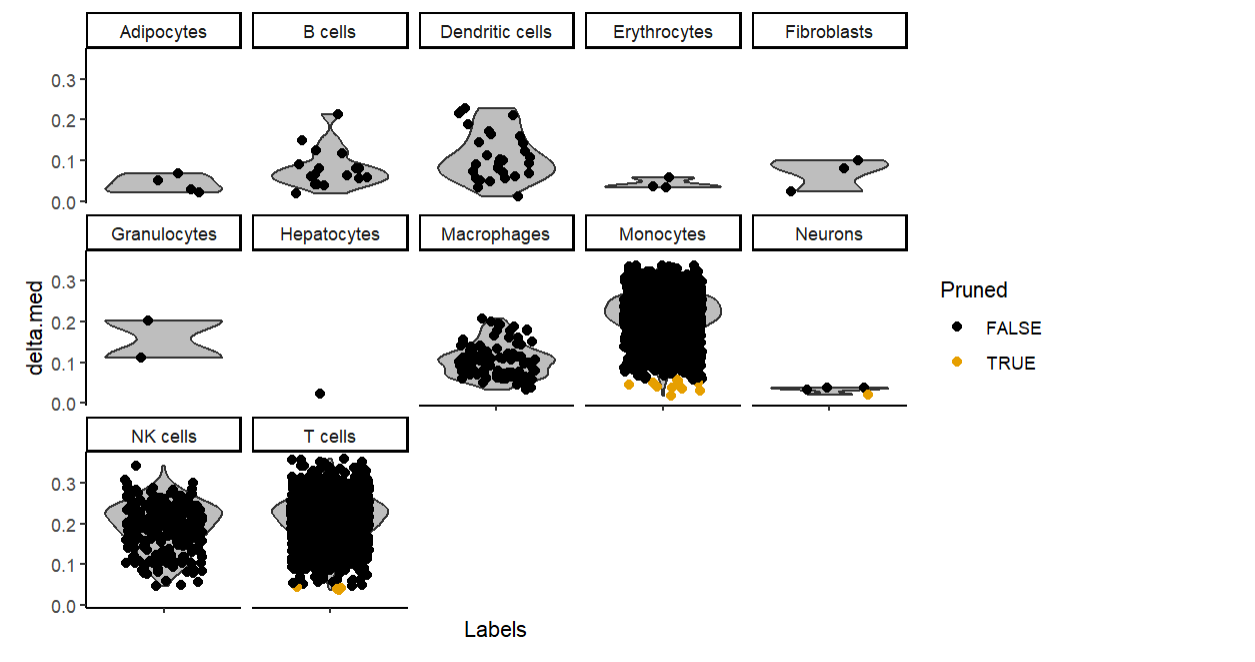 Adipocytes
B cells
Dendritic cells
Erythrocytes
Fibroblasts
0.3
0.2
0.1
0.0
Granulocytes
Hepatocytes
Macrophages
Monocytes
Neurons
0.3
0.2
0.1
0.0
NK cells
T cells
0.3
0.2
0.1
0.0
delta.med
Labels
Pruned
FALSE
TRUE